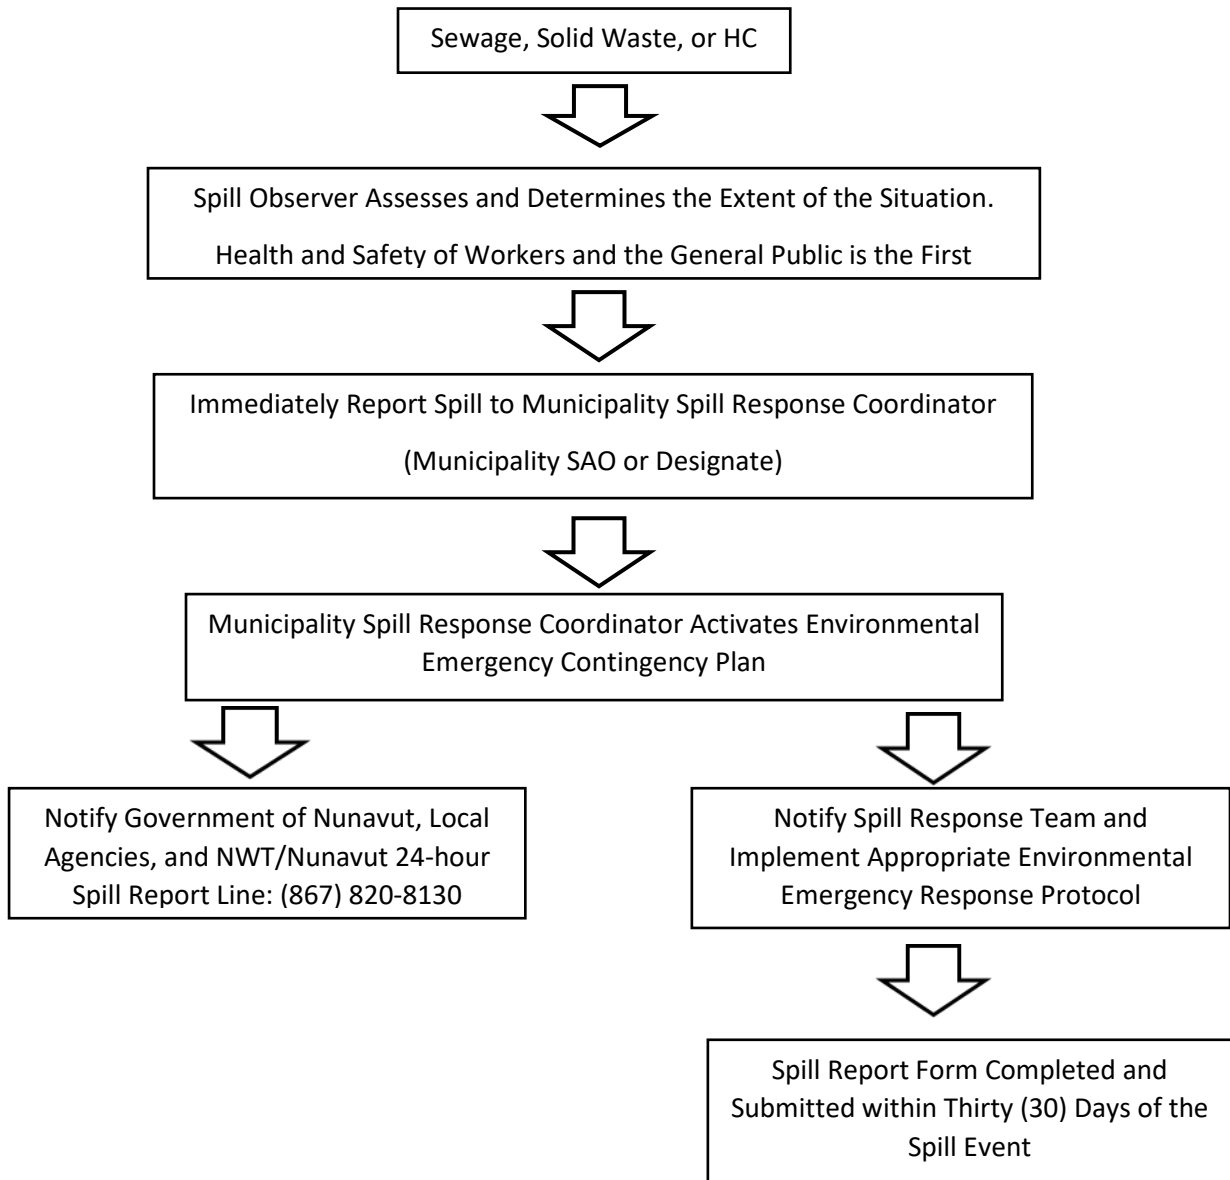 Sewage, Solid Waste, or HC
Spill Observer Assesses and Determines the Extent of the Situation.
Health and Safety of Workers and the General Public is the First
Immediately Report Spill to Municipality Spill Response Coordinator
(Municipality SAO or Designate)
Municipality Spill Response Coordinator Activates Environmental
Emergency Contingency Plan
Notify Government of Nunavut, Local
Agencies, and NWT/Nunavut 24-hour
Spill Report Line: (867) 820-8130
Notify Spill Response Team and
Implement Appropriate Environmental
Emergency Response Protocol
Spill Report Form Completed and
Submitted within Thirty (30) Days of the
Spill Event